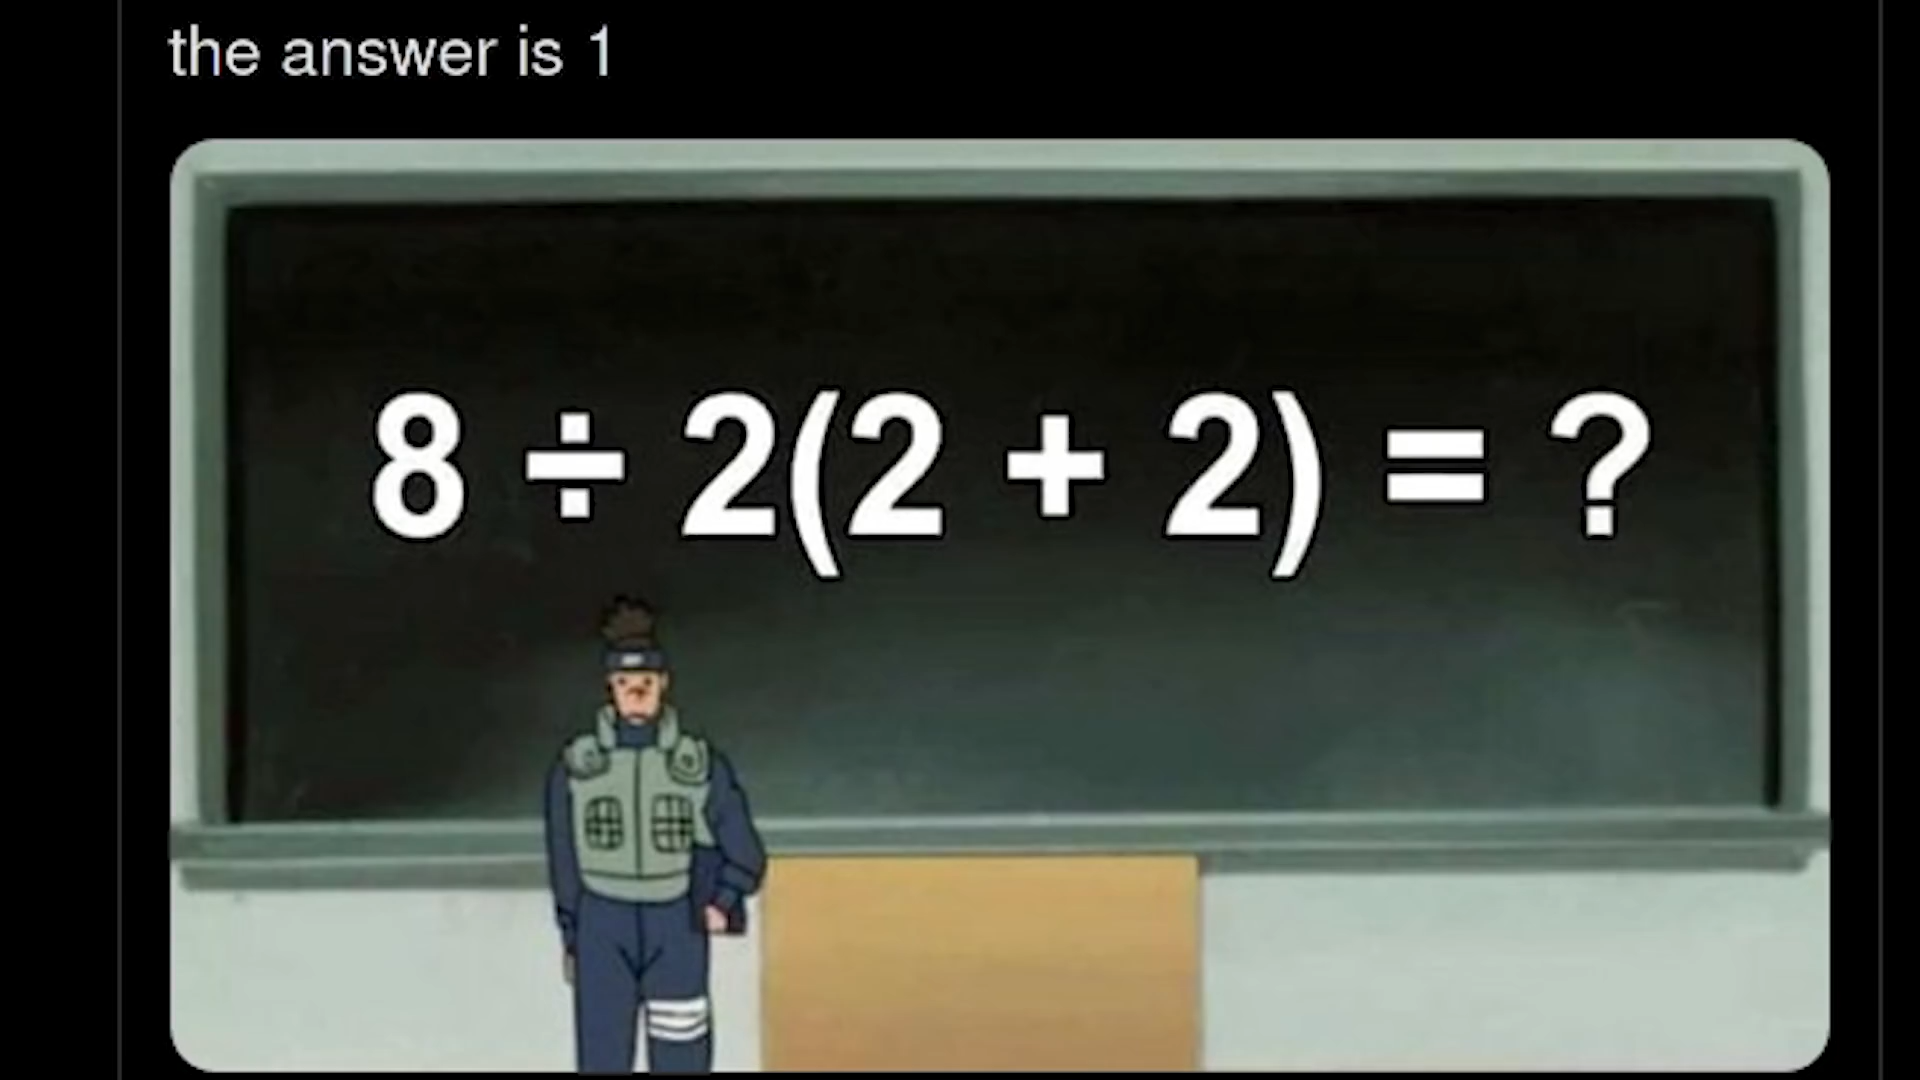 the answer is 1
8 ÷ 2(2 + 2) = ?